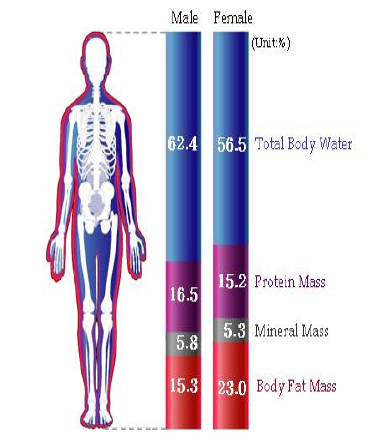 Male Female
(Unit:%)
62.4 56.5 Total Body Water
16.5 15.2 Protein Mass
5.8 5.3 Mineral Mass
15.3 23.0 Body Fat Mass